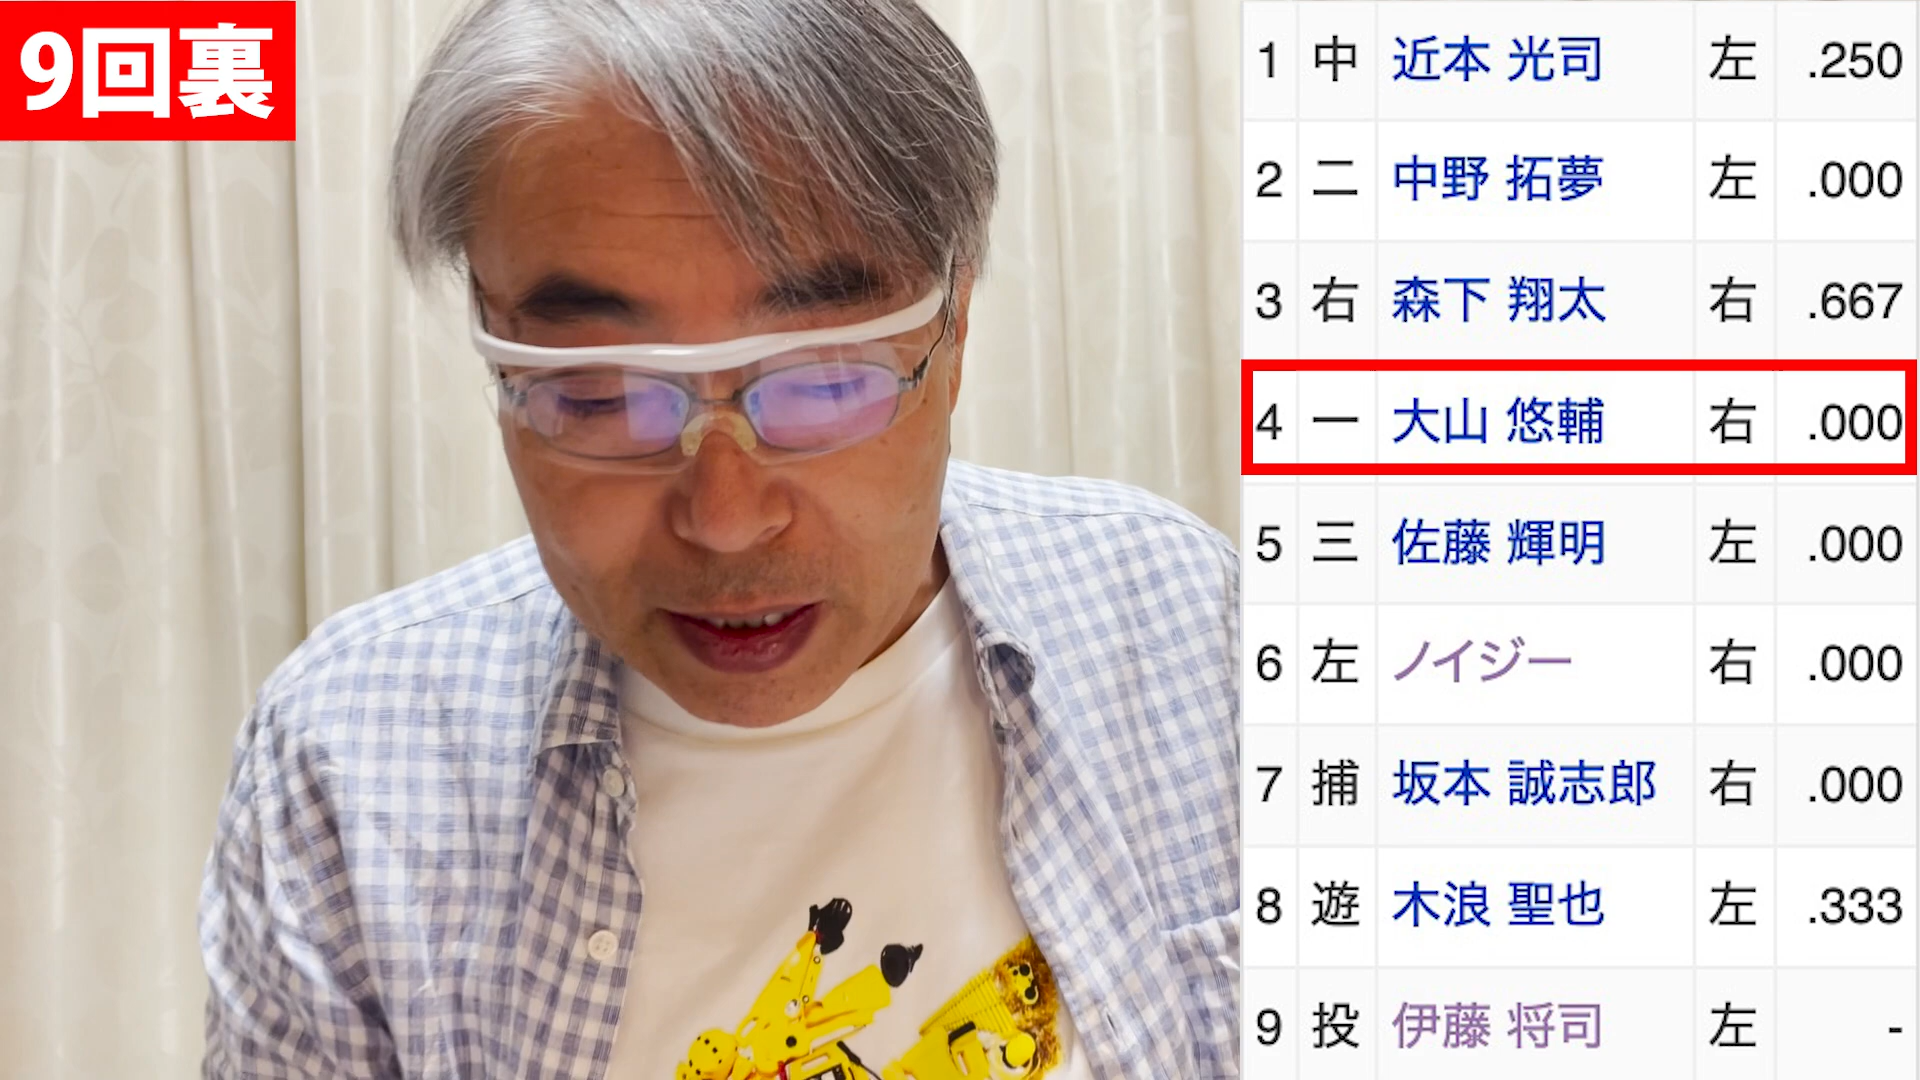 9回裏
1 中 近本 光司 左 .250
2 二 中野 拓夢 左 .000
3 右 森下 翔太 右 .667
4 一 大山 悠輔 右 .000
5 三 佐藤 輝明 左 .000
6 左 ノイジー 右 .000
7 捕 坂本 誠志郎 右 .000
8 遊 木浪 聖也 左 .333
9 投 伊藤 将司 左 -